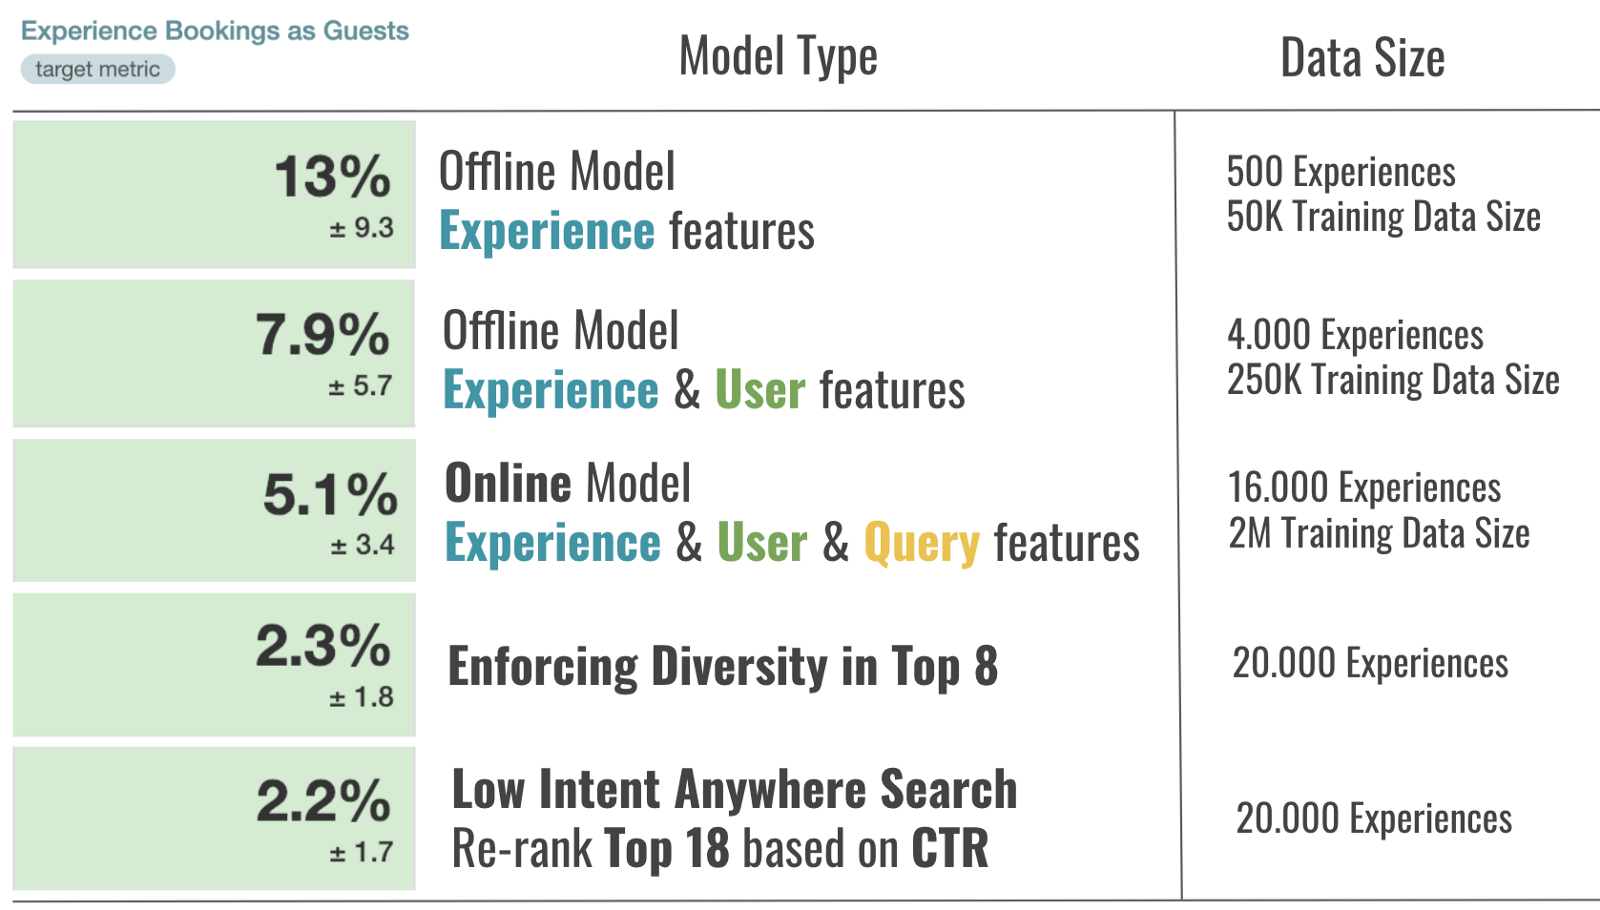 Experience Bookings as Guests
target metric
Model Type
Data Size
13%
± 9.3
Offline Model
Experience features
500 Experiences
50K Training Data Size
7.9%
± 5.7
Offline Model
Experience & User features
4.000 Experiences
250K Training Data Size
5.1%
± 3.4
Online Model
Experience & User & Query features
16.000 Experiences
2M Training Data Size
2.3%
± 1.8
Enforcing Diversity in Top 8
20.000 Experiences
2.2%
± 1.7
Low Intent Anywhere Search
Re-rank Top 18 based on CTR
20.000 Experiences